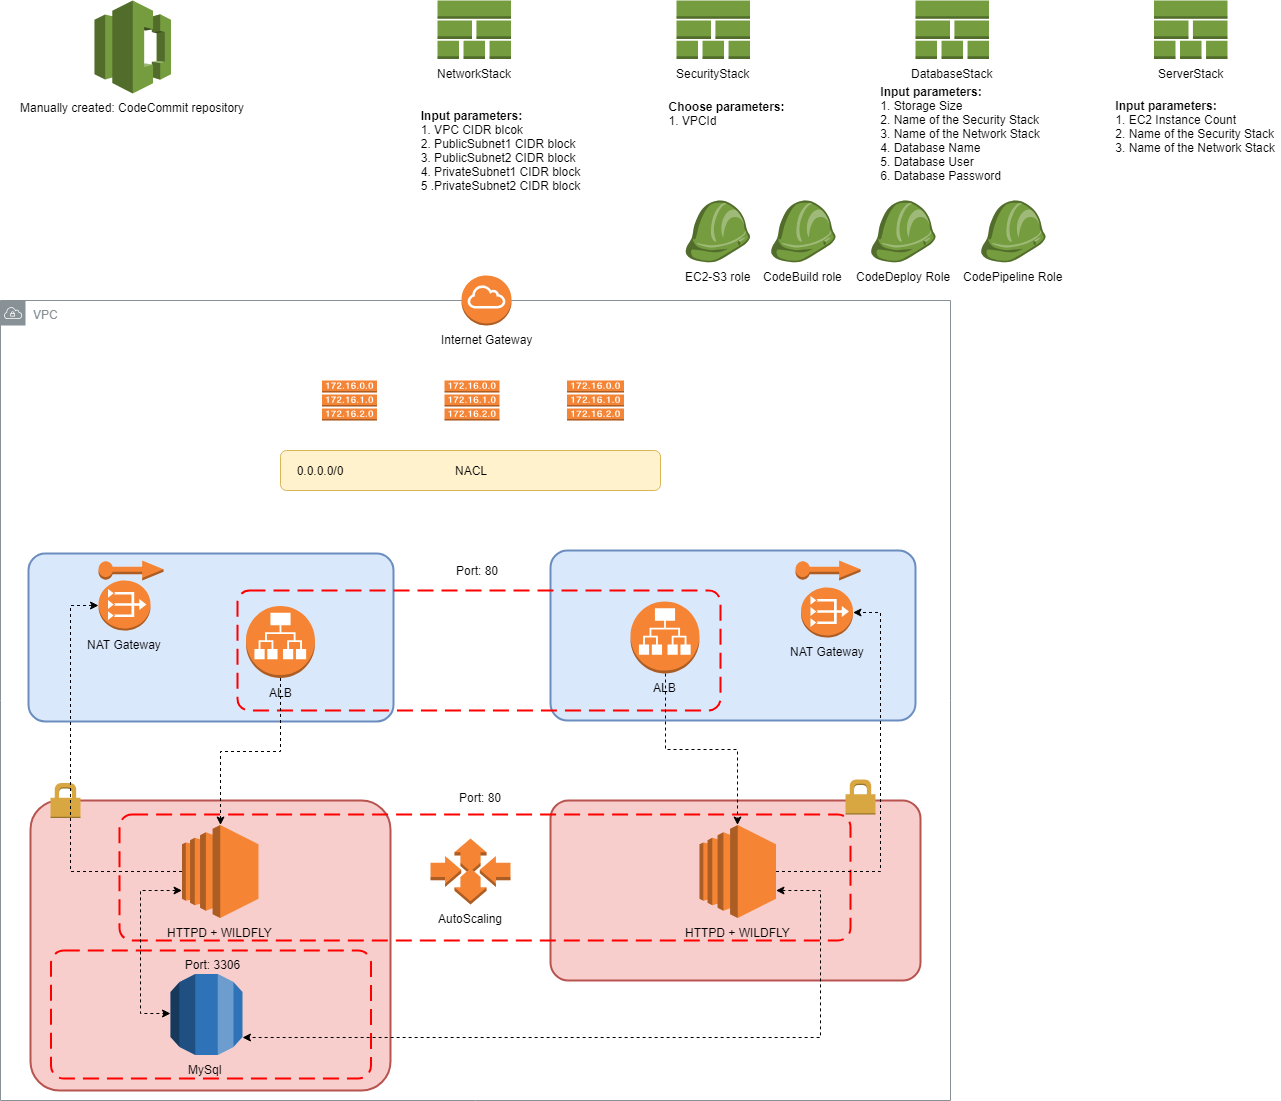 Manually created: CodeCommit repository
NetworkStack
Input parameters:
1. VPC CIDR blcok
2. PublicSubnet1 CIDR block
3. PublicSubnet2 CIDR block
4. PrivateSubnet1 CIDR block
5 .PrivateSubnet2 CIDR block
SecurityStack
Choose parameters:
1. VPCId
DatabaseStack
Input parameters:
1. Storage Size
2. Name of the Security Stack
3. Name of the Network Stack
4. Database Name
5. Database User
6. Database Password
ServerStack
Input parameters:
1. EC2 Instance Count
2. Name of the Security Stack
3. Name of the Network Stack
EC2-S3 role
CodeBuild role
CodeDeploy Role
CodePipeline Role
VPC
Internet Gateway
172.16.0.0
172.16.1.0
172.16.2.0
172.16.0.0
172.16.1.0
172.16.2.0
172.16.0.0
172.16.1.0
172.16.2.0
0.0.0.0/0
NACL
Port: 80
NAT Gateway
ALB
ALB
NAT Gateway
Port: 80
HTTPD + WILDFLY
AutoScaling
HTTPD + WILDFLY
Port: 3306
MySql